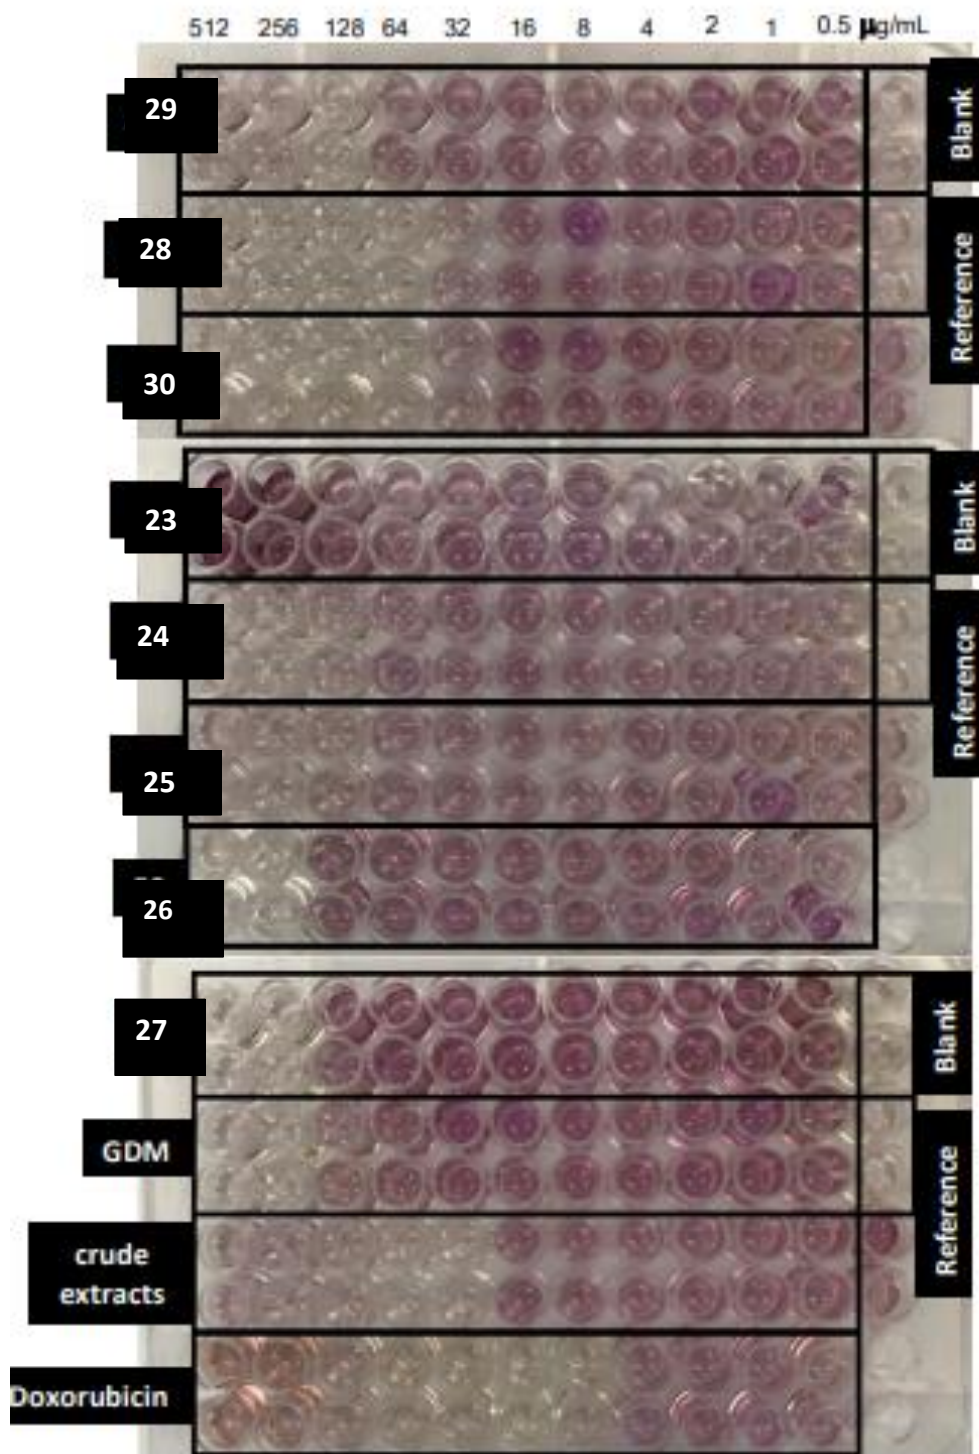 512 256 128 64 32 16 8 4 2 1 0.5 µg/mL
29
Blank
28
Reference
30
23
Blank
24
Reference
25
26
27
Blank
GDM
Reference
crude
extracts
Doxorubicin